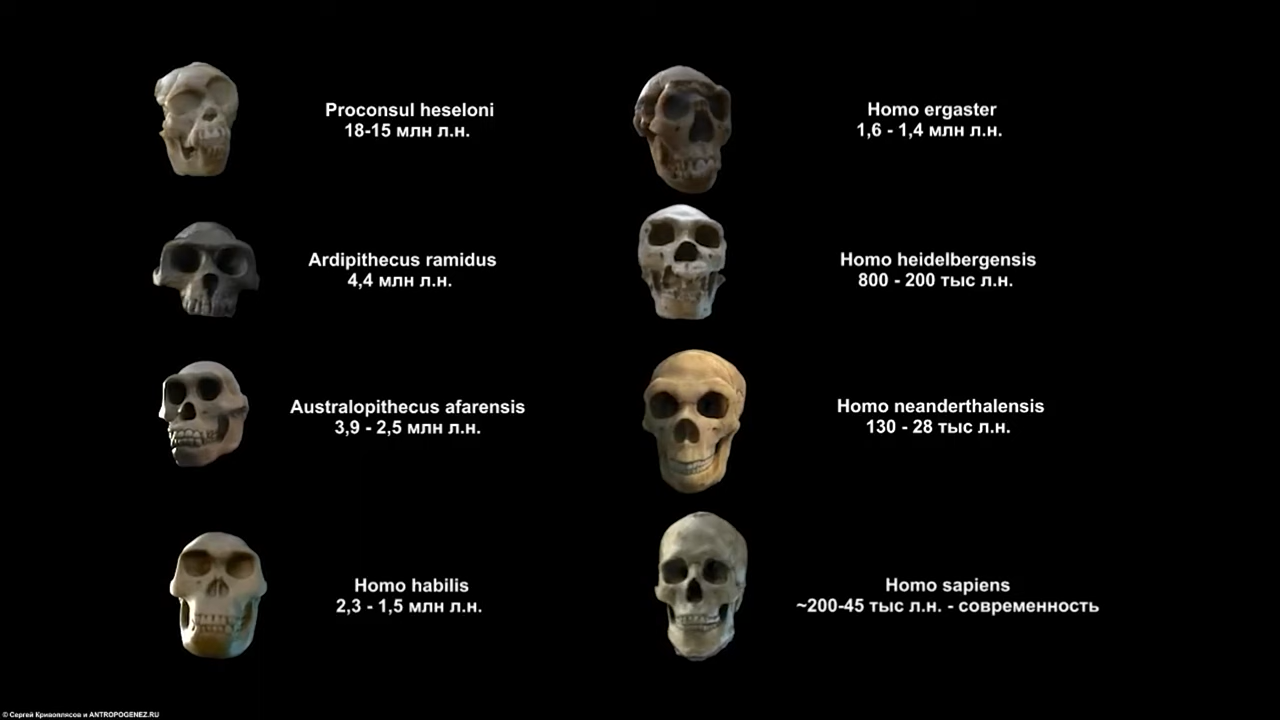 Proconsul heseloni
18-15 млн л.н.
Ardipithecus ramidus
4,4 млн л.н.
Australopithecus afarensis
3,9 - 2,5 млн л.н.
Homo habilis
2,3 - 1,5 млн л.н.
Homo ergaster
1,6 - 1,4 млн л.н.
Homo heidelbergensis
800 - 200 тыс л.н.
Homo neanderthalensis
130 - 28 тыс л.н.
Homo sapiens
~200-45 тыс л.н. - современность
© Сергей Кривоплясов и ANTROPOGENEZ.RU